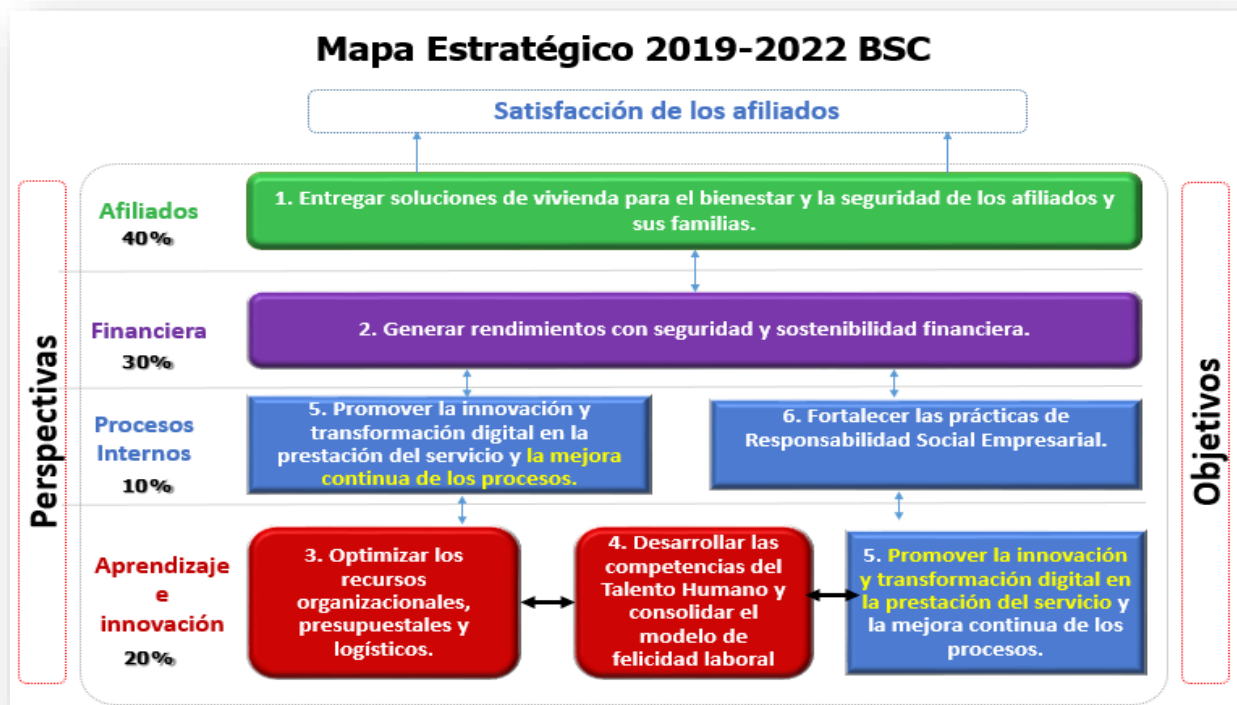 Mapa Estratégico 2019-2022 BSC
Satisfacción de los afiliados
Perspectivas
Objetivos
Afiliados
40%
1. Entregar soluciones de vivienda para el bienestar y la seguridad de los afiliados y
sus familias.
Financiera
30%
2. Generar rendimientos con seguridad y sostenibilidad financiera.
Procesos
Internos
10%
5. Promover la innovación y
transformación digital en la
prestación del servicio y la mejora
continua de los procesos.
6. Fortalecer las prácticas de
Responsabilidad Social Empresarial.
Aprendizaje
e
innovación
20%
3. Optimizar los
recursos
organizacionales,
presupuestales y
logísticos.
4. Desarrollar las
competencias del
Talento Humano y
consolidar el
modelo de
felicidad laboral
5. Promover la innovación
y transformación digital en
la prestación del servicio y
la mejora continua de los
procesos.